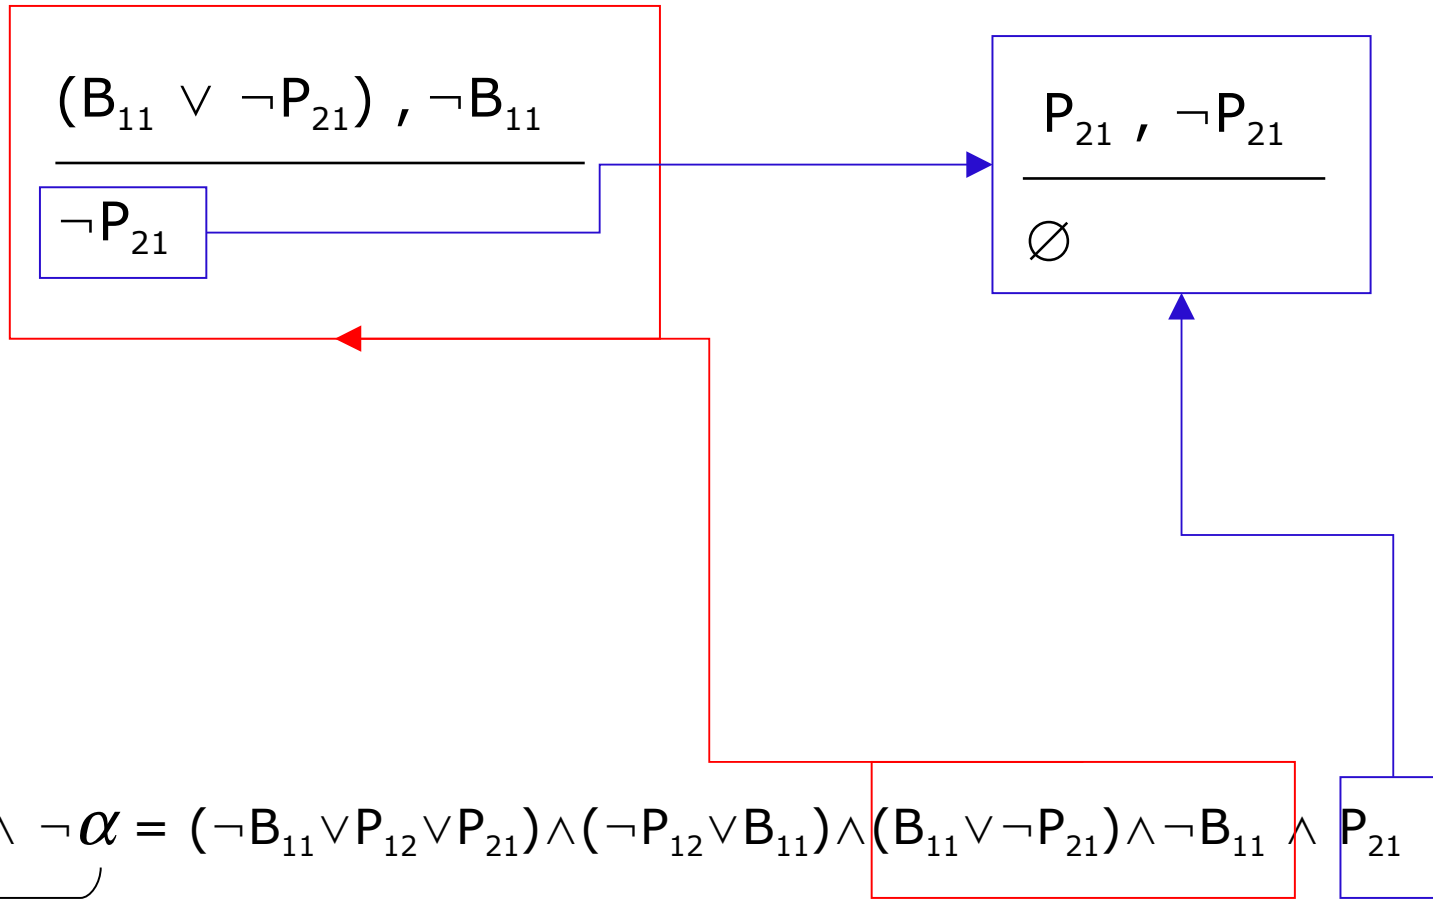 (B₁₁ ∨ ¬P₂₁) , ¬B₁₁
¬P₂₁
P₂₁ , ¬P₂₁
∅
∧ ¬α = (¬B₁₁∨P₁₂∨P₂₁)∧(¬P₁₂∨B₁₁)∧(B₁₁∨¬P₂₁)∧¬B₁₁ ∧ P₂₁